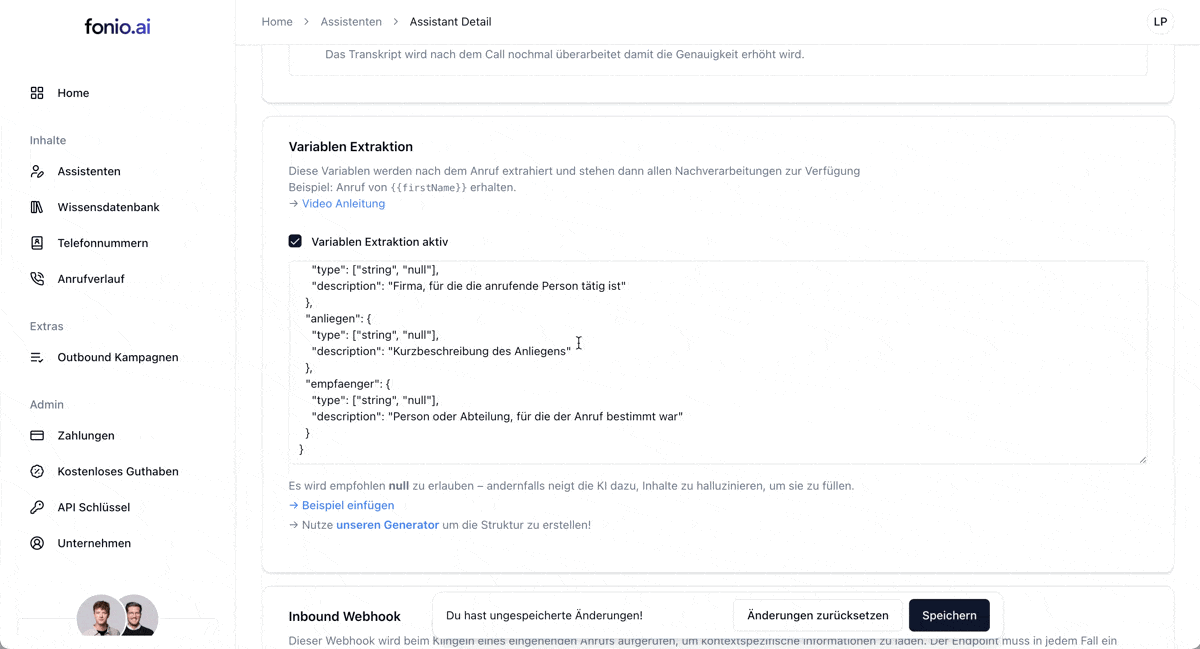 fonio.ai
Home
Inhalte
Assistenten
Wissensdatenbank
Telefonnummern
Anrufverlauf
Extras
Outbound Kampagnen
Admin
Zahlungen
Kostenloses Guthaben
API Schlüssel
Unternehmen
Home > Assistenten > Assistant Detail
LP
Das Transkript wird nach dem Call nochmal überarbeitet damit die Genauigkeit erhöht wird.
Variablen Extraktion
Diese Variablen werden nach dem Anruf extrahiert und stehen dann allen Nachverarbeitungen zur Verfügung
Beispiel: Anruf von {{firstName}} erhalten.
→ Video Anleitung
Variablen Extraktion aktiv
"type": ["string", "null"],
"description": "Firma, für die die anrufende Person tätig ist"
},
"anliegen": {
"type": ["string", "null"],
"description": "Kurzbeschreibung des Anliegens"
},
"empfaenger": {
"type": ["string", "null"],
"description": "Person oder Abteilung, für die der Anruf bestimmt war"
}
}
Es wird empfohlen null zu erlauben – andernfalls neigt die KI dazu, Inhalte zu halluzinieren, um sie zu füllen.
→ Beispiel einfügen
→ Nutze unseren Generator um die Struktur zu erstellen!
Inbound Webhook
Du hast ungespeicherte Änderungen!
Änderungen zurücksetzen
Speichern
Dieser Webhook wird beim Klingeln eines eingehenden Anrufs aufgerufen, um kontextspezifische Informationen zu laden. Der Endpoint muss in jedem Fall ein